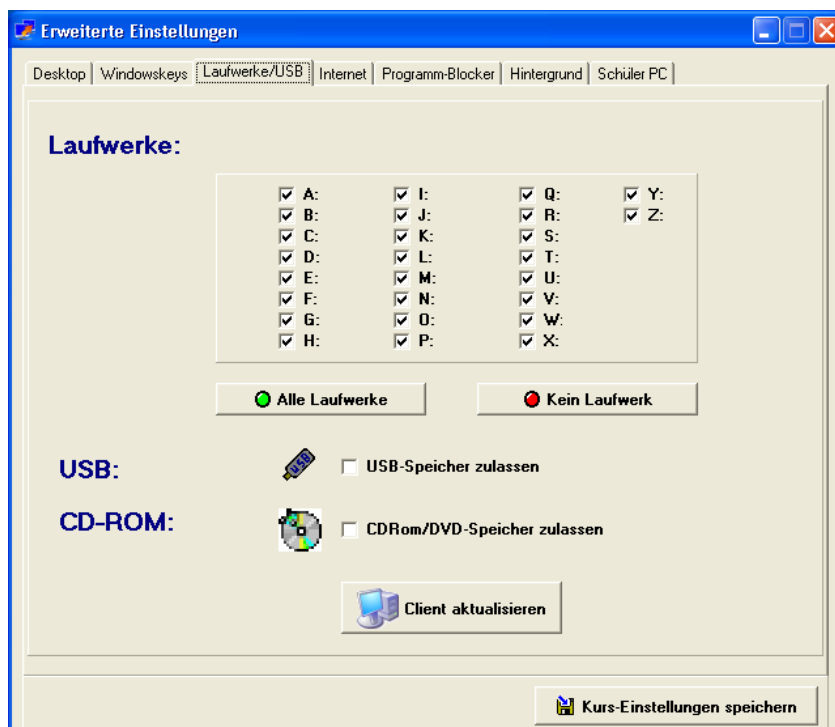 Erweiterte Einstellungen
Desktop Windowskeys Laufwerke/USB Internet Programm-Blocker Hintergrund Schüler PC
Laufwerke:
A: I: Q: Y:
B: J: R: Z:
C: K: S:
D: L: T:
E: M: U:
F: N: V:
G: O: W:
H: P: X:
Alle Laufwerke Kein Laufwerk
USB: USB USB-Speicher zulassen
CD-ROM: CDRom/DVD-Speicher zulassen
Client aktualisieren
Kurs-Einstellungen speichern